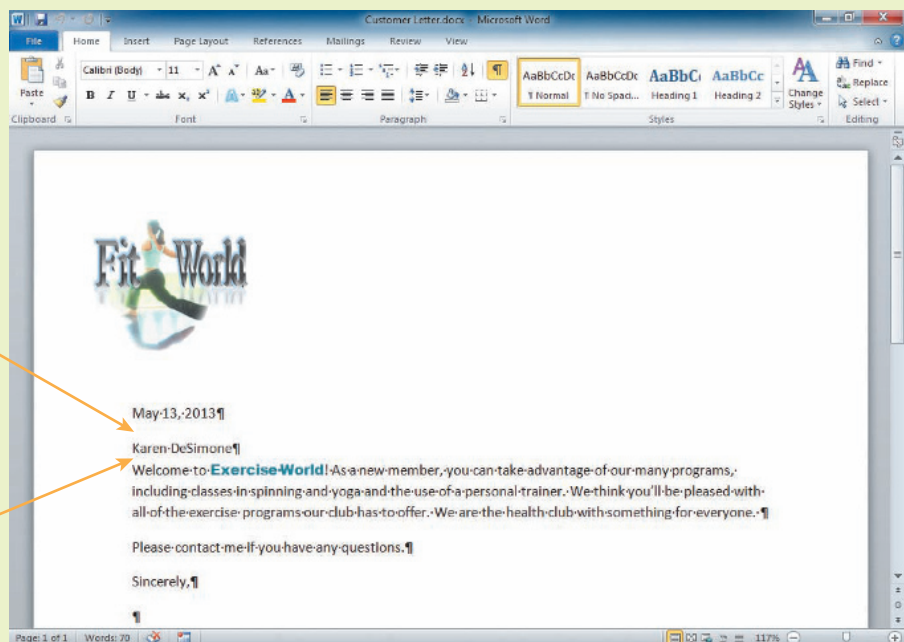 Customer Letter.docx - Microsoft Word
File Home Insert Page Layout References Mailings Review View
Calibri (Body) 11 A A Aa
Find
Paste
B I U abc x₂ x² A ab A
AaBbCcDc AaBbCcDc AaBbCc AaBbCc
Change Styles
Replace
¶ Normal ¶ No Spaci... Heading 1 Heading 2
Select
Clipboard Font Paragraph Styles Editing
Fit World
May·13,·2013¶
Karen·DeSimone¶
Welcome·to·Exercise·World!·As·a·new·member,·you·can·take·advantage·of·our·many·programs,·
including·classes·in·spinning·and·yoga·and·the·use·of·a·personal·trainer.·We·think·you'll·be·pleased·with·
all·of·the·exercise·programs·our·club·has·to·offer.·We·are·the·health·club·with·something·for·everyone.·¶
Please·contact·me·if·you·have·any·questions.¶
Sincerely,¶
¶
Page: 1 of 1 Words: 70 117%